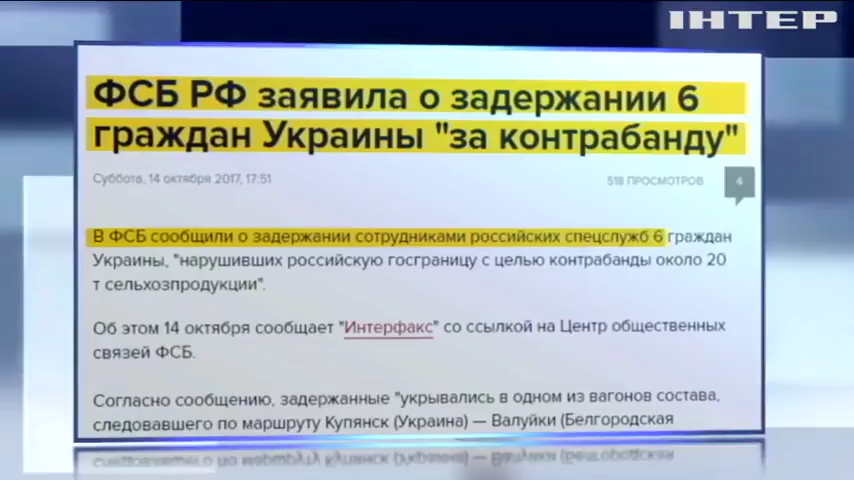 ІНТЕР
ФСБ РФ заявила о задержании 6
граждан Украины "за контрабанду"
Суббота, 14 октября 2017, 17:51
518 ПРОСМОТРОВ
4
В ФСБ сообщили о задержании сотрудниками российских спецслужб 6 граждан
Украины, "нарушивших российскую госграницу с целью контрабанды около 20
т сельхозпродукции".
Об этом 14 октября сообщает "Интерфакс" со ссылкой на Центр общественных
связей ФСБ.
Согласно сообщению, задержанные "укрывались в одном из вагонов состава,
следовавшего по маршруту Купянск (Украина) — Валуйки (Белгородская